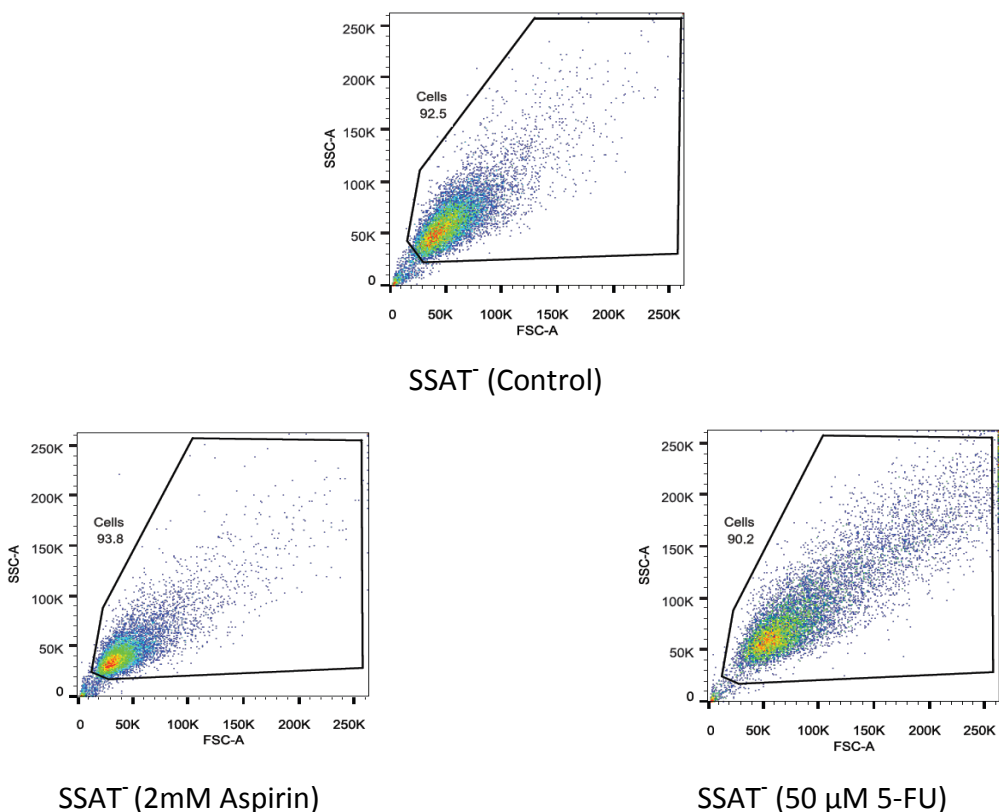 250K
200K
Cells
92.5
150K
SSC-A
100K
50K
0
0 50K 100K 150K 200K 250K
FSC-A
SSAT⁻ (Control)
250K
200K
Cells
93.8
150K
SSC-A
100K
50K
0
0 50K 100K 150K 200K 250K
FSC-A
SSAT⁻ (2mM Aspirin)
250K
200K
Cells
90.2
150K
SSC-A
100K
50K
0
0 50K 100K 150K 200K 250K
FSC-A
SSAT⁻ (50 µM 5-FU)